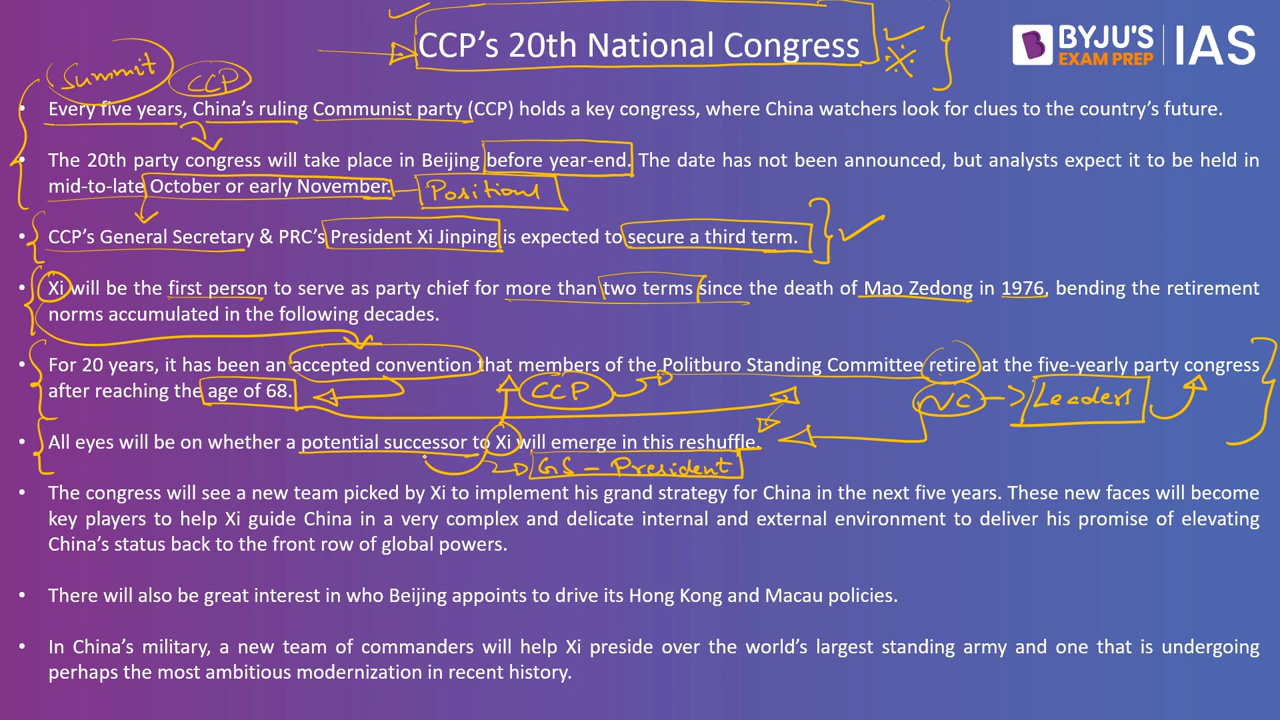 CCP's 20th National Congress
BYJU'S
EXAM PREP
IAS
Summit
CCP
• Every five years, China's ruling Communist party (CCP) holds a key congress, where China watchers look for clues to the country's future.
• The 20th party congress will take place in Beijing before year-end. The date has not been announced, but analysts expect it to be held in
mid-to-late October or early November.
Positions
• CCP's General Secretary & PRC's President Xi Jinping is expected to secure a third term.
• Xi will be the first person to serve as party chief for more than two terms since the death of Mao Zedong in 1976, bending the retirement
norms accumulated in the following decades.
• For 20 years, it has been an accepted convention that members of the Politburo Standing Committee retire at the five-yearly party congress
after reaching the age of 68.
CCP
NC
Leaders
• All eyes will be on whether a potential successor to Xi will emerge in this reshuffle.
GS - President
• The congress will see a new team picked by Xi to implement his grand strategy for China in the next five years. These new faces will become
key players to help Xi guide China in a very complex and delicate internal and external environment to deliver his promise of elevating
China's status back to the front row of global powers.
• There will also be great interest in who Beijing appoints to drive its Hong Kong and Macau policies.
• In China's military, a new team of commanders will help Xi preside over the world's largest standing army and one that is undergoing
perhaps the most ambitious modernization in recent history.